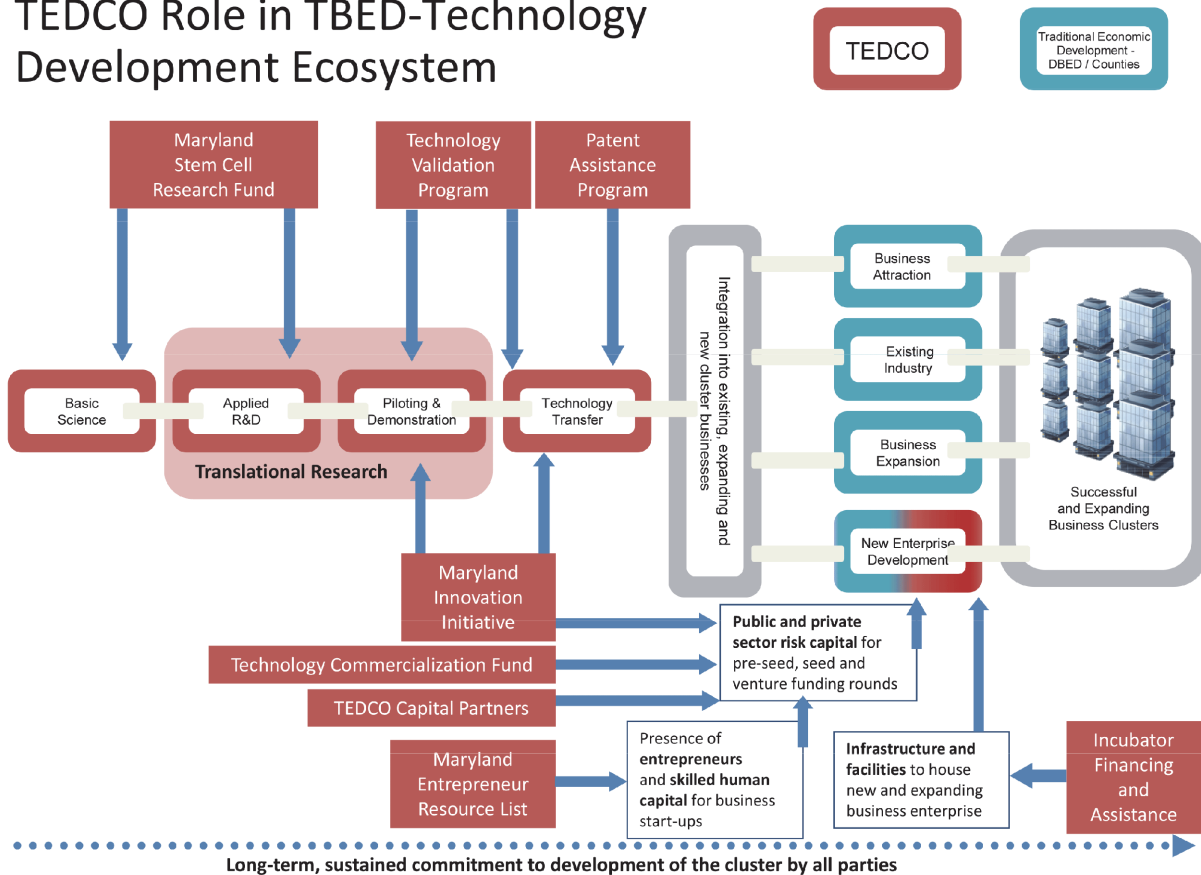 TEDCO Role in TBED-Technology
Development Ecosystem
TEDCO
Traditional Economic
Development -
DBED / Counties
Maryland
Stem Cell
Research Fund
Technology
Validation
Program
Patent
Assistance
Program
Basic
Science
Applied
R&D
Piloting &
Demonstration
Technology
Transfer
Translational Research
Integration into existing, expanding and
new cluster businesses
Business
Attraction
Existing
Industry
Business
Expansion
New Enterprise
Development
Successful
and Expanding
Business Clusters
Maryland
Innovation
Initiative
Technology Commercialization Fund
TEDCO Capital Partners
Maryland
Entrepreneur
Resource List
Public and private
sector risk capital for
pre-seed, seed and
venture funding rounds
Presence of
entrepreneurs
and skilled human
capital for business
start-ups
Infrastructure and
facilities to house
new and expanding
business enterprise
Incubator
Financing
and
Assistance
Long-term, sustained commitment to development of the cluster by all parties